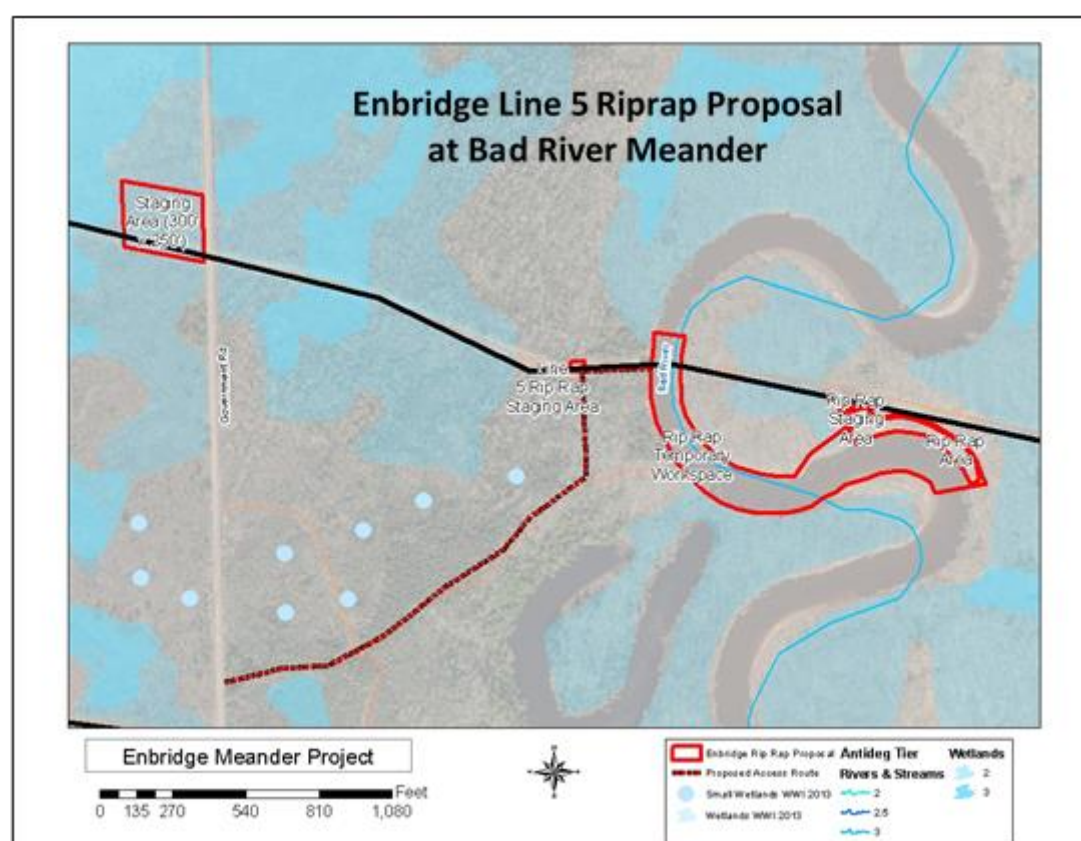 Enbridge Line 5 Riprap Proposal
at Bad River Meander
Staging
Area (300'
350')
Government Rd
Line
5 Rip Rap
Staging Area
Bad River
Rip Rap
Temporary
Workspace
Rip Rap
Staging
Area
Rip Rap
Area
Enbridge Meander Project
Feet
0 135 270 540 810 1,080
Enbridge Rip Rap Proposal
Proposed Access Route
Small Wetlands WWI 2013
Wetlands WWI 2013
Antideg Tier
Rivers & Streams
2
2.5
3
Wetlands
2
3